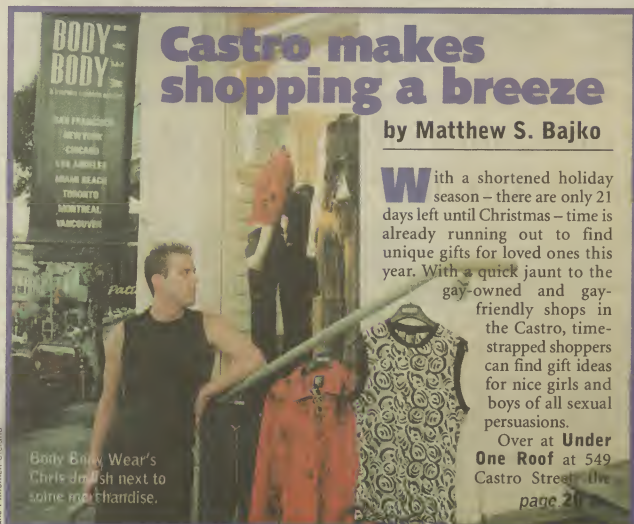 BODY
BODY
WEAR
SAN FRANCISCO
NEW YORK
CHICAGO
LOS ANGELES
MIAMI BEACH
TORONTO
MONTREAL
VANCOUVER
Castro makes
shopping a breeze
by Matthew S. Bajko
With a shortened holiday
season – there are only 21
days left until Christmas – time is
already running out to find
unique gifts for loved ones this
year. With a quick jaunt to the
gay-owned and gay-
friendly shops in
the Castro, time-
strapped shoppers
can find gift ideas
for nice girls and
boys of all sexual
persuasions.
Over at Under
One Roof at 549
Castro Street, the
page 20
Body Body Wear's
Chris next to
some merchandise.